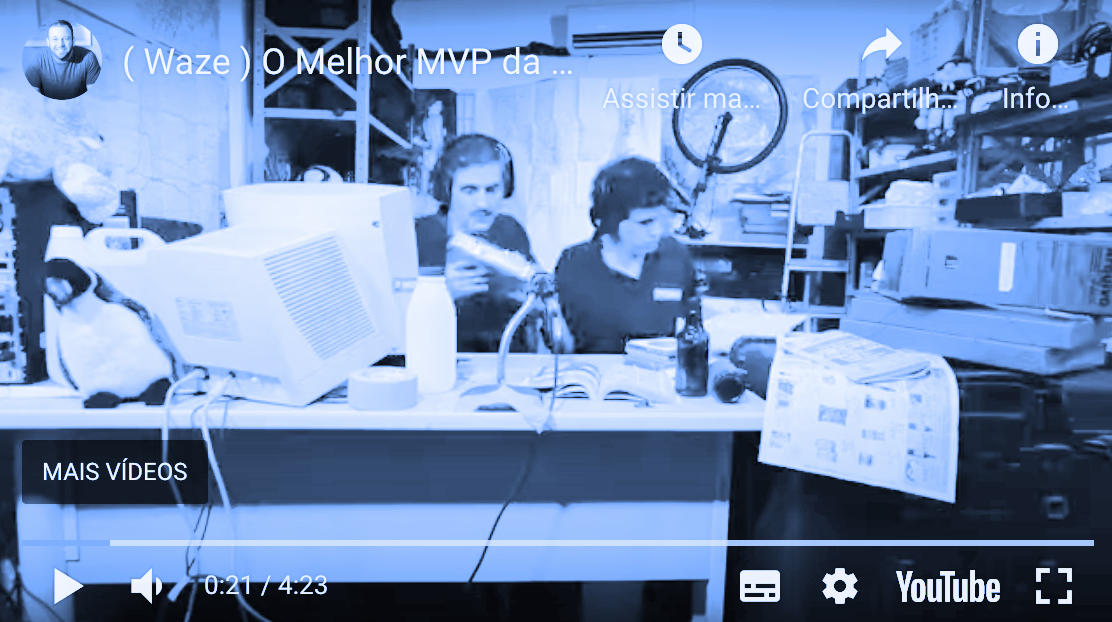 ( Waze ) O Melhor MVP da ...
Assistir ma...
Compartilh...
Info...
MAIS VÍDEOS
0:21 / 4:23
YouTube